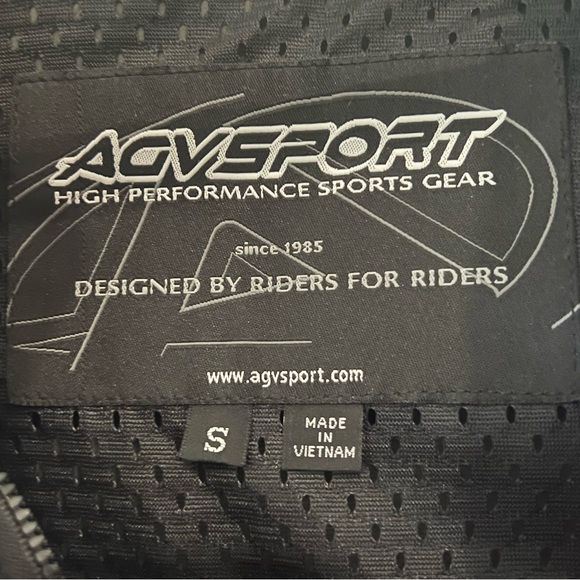 AGVSPORT
HIGH PERFORMANCE SPORTS GEAR
since 1985
DESIGNED BY RIDERS FOR RIDERS
www.agvsport.com
S
MADE
IN
VIETNAM